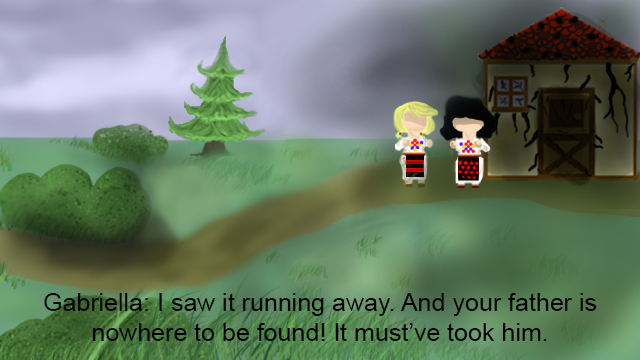 Gabriella: I saw it running away. And your father is
nowhere to be found! It must've took him.